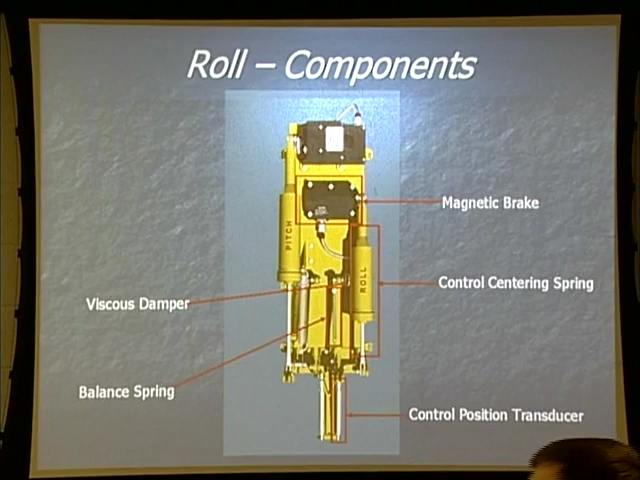 Roll – Components
Magnetic Brake
PITCH
ROLL
Control Centering Spring
Viscous Damper
Balance Spring
Control Position Transducer